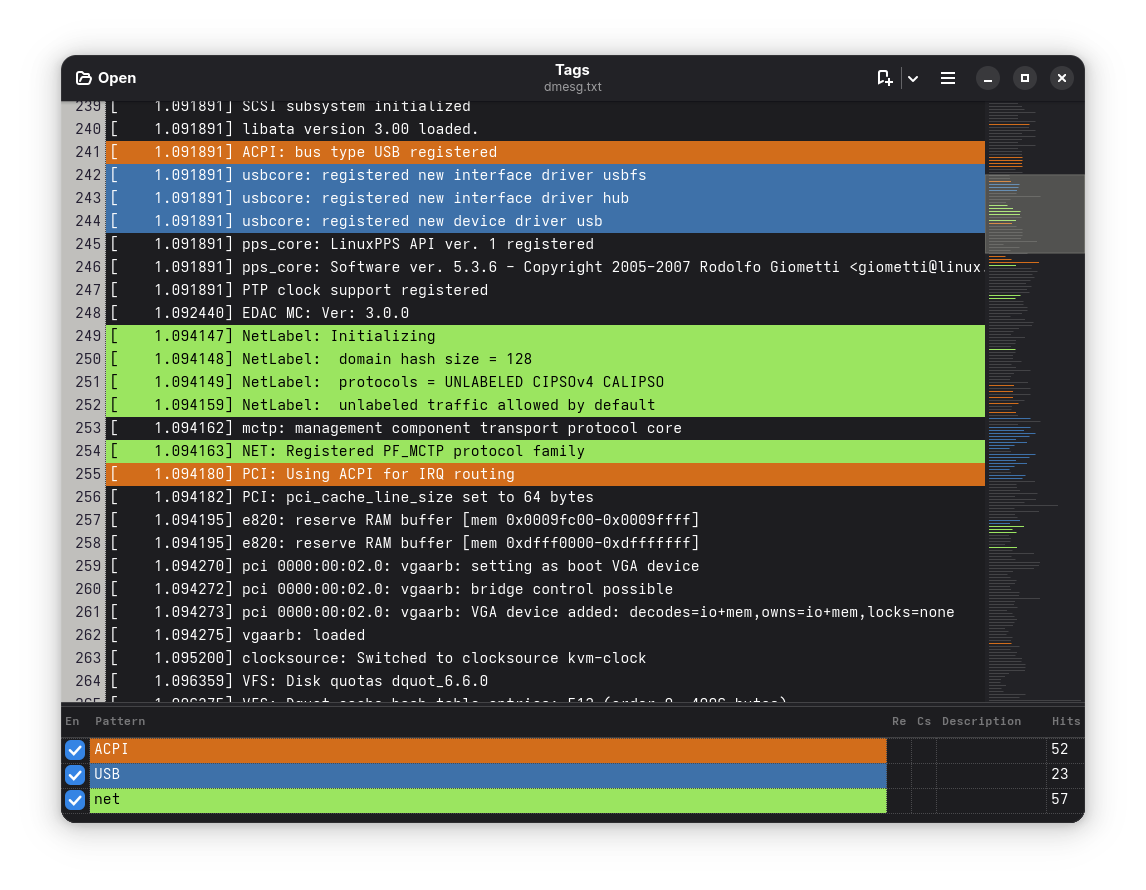 Open
Tags
dmesg.txt
239 [    1.091891] SCSI subsystem initialized
240 [    1.091891] libata version 3.00 loaded.
241 [    1.091891] ACPI: bus type USB registered
242 [    1.091891] usbcore: registered new interface driver usbfs
243 [    1.091891] usbcore: registered new interface driver hub
244 [    1.091891] usbcore: registered new device driver usb
245 [    1.091891] pps_core: LinuxPPS API ver. 1 registered
246 [    1.091891] pps_core: Software ver. 5.3.6 - Copyright 2005-2007 Rodolfo Giometti <giometti@linux.
247 [    1.091891] PTP clock support registered
248 [    1.092440] EDAC MC: Ver: 3.0.0
249 [    1.094147] NetLabel: Initializing
250 [    1.094148] NetLabel:  domain hash size = 128
251 [    1.094149] NetLabel:  protocols = UNLABELED CIPSOv4 CALIPSO
252 [    1.094159] NetLabel:  unlabeled traffic allowed by default
253 [    1.094162] mctp: management component transport protocol core
254 [    1.094163] NET: Registered PF_MCTP protocol family
255 [    1.094180] PCI: Using ACPI for IRQ routing
256 [    1.094182] PCI: pci_cache_line_size set to 64 bytes
257 [    1.094195] e820: reserve RAM buffer [mem 0x0009fc00-0x0009ffff]
258 [    1.094195] e820: reserve RAM buffer [mem 0xdfff0000-0xdfffffff]
259 [    1.094270] pci 0000:00:02.0: vgaarb: setting as boot VGA device
260 [    1.094272] pci 0000:00:02.0: vgaarb: bridge control possible
261 [    1.094273] pci 0000:00:02.0: vgaarb: VGA device added: decodes=io+mem,owns=io+mem,locks=none
262 [    1.094275] vgaarb: loaded
263 [    1.095200] clocksource: Switched to clocksource kvm-clock
264 [    1.096359] VFS: Disk quotas dquot_6.6.0
En Pattern Re Cs Description Hits
ACPI 52
USB 23
net 57